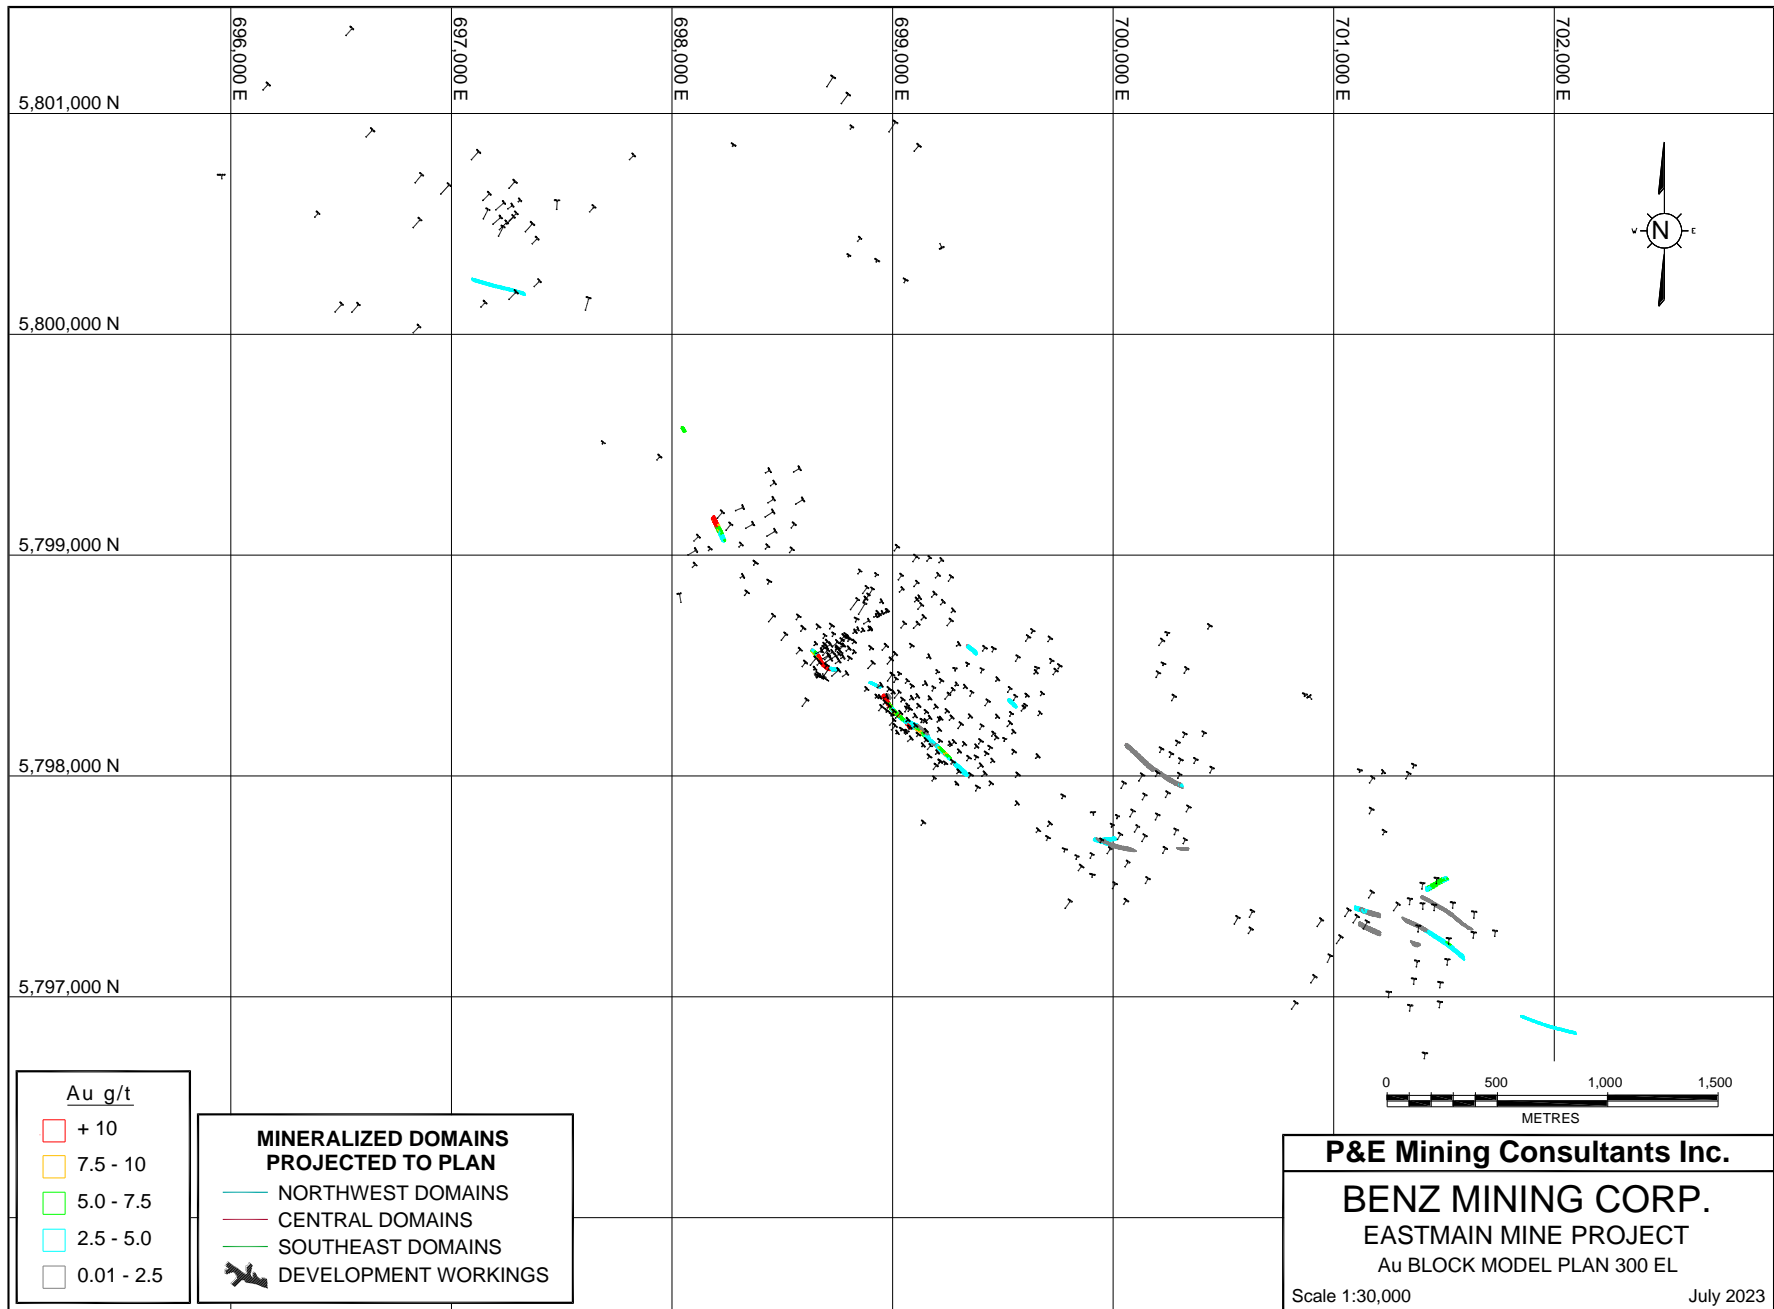 696,000 E
697,000 E
698,000 E
699,000 E
700,000 E
701,000 E
702,000 E
5,801,000 N
5,800,000 N
5,799,000 N
5,798,000 N
5,797,000 N
W N E
Au g/t
+ 10
7.5 - 10
5.0 - 7.5
2.5 - 5.0
0.01 - 2.5
MINERALIZED DOMAINS
PROJECTED TO PLAN
NORTHWEST DOMAINS
CENTRAL DOMAINS
SOUTHEAST DOMAINS
DEVELOPMENT WORKINGS
0 500 1,000 1,500
METRES
P&E Mining Consultants Inc.
BENZ MINING CORP.
EASTMAIN MINE PROJECT
Au BLOCK MODEL PLAN 300 EL
Scale 1:30,000 July 2023